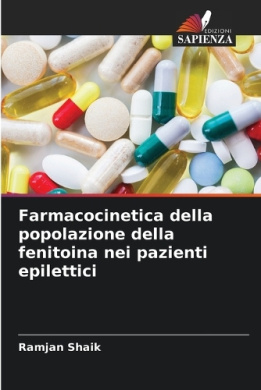 EDIZIONI
SAPIENZA
Farmacocinetica della
popolazione della
fenitoina nei pazienti
epilettici
Ramjan Shaik